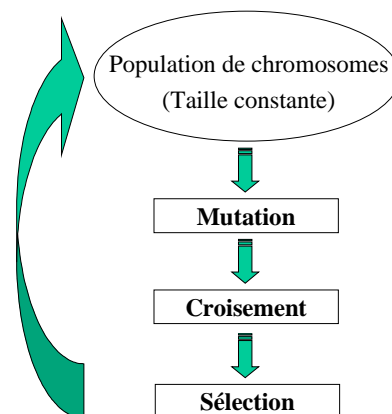 Population de chromosomes
(Taille constante)
Mutation
Croisement
Sélection